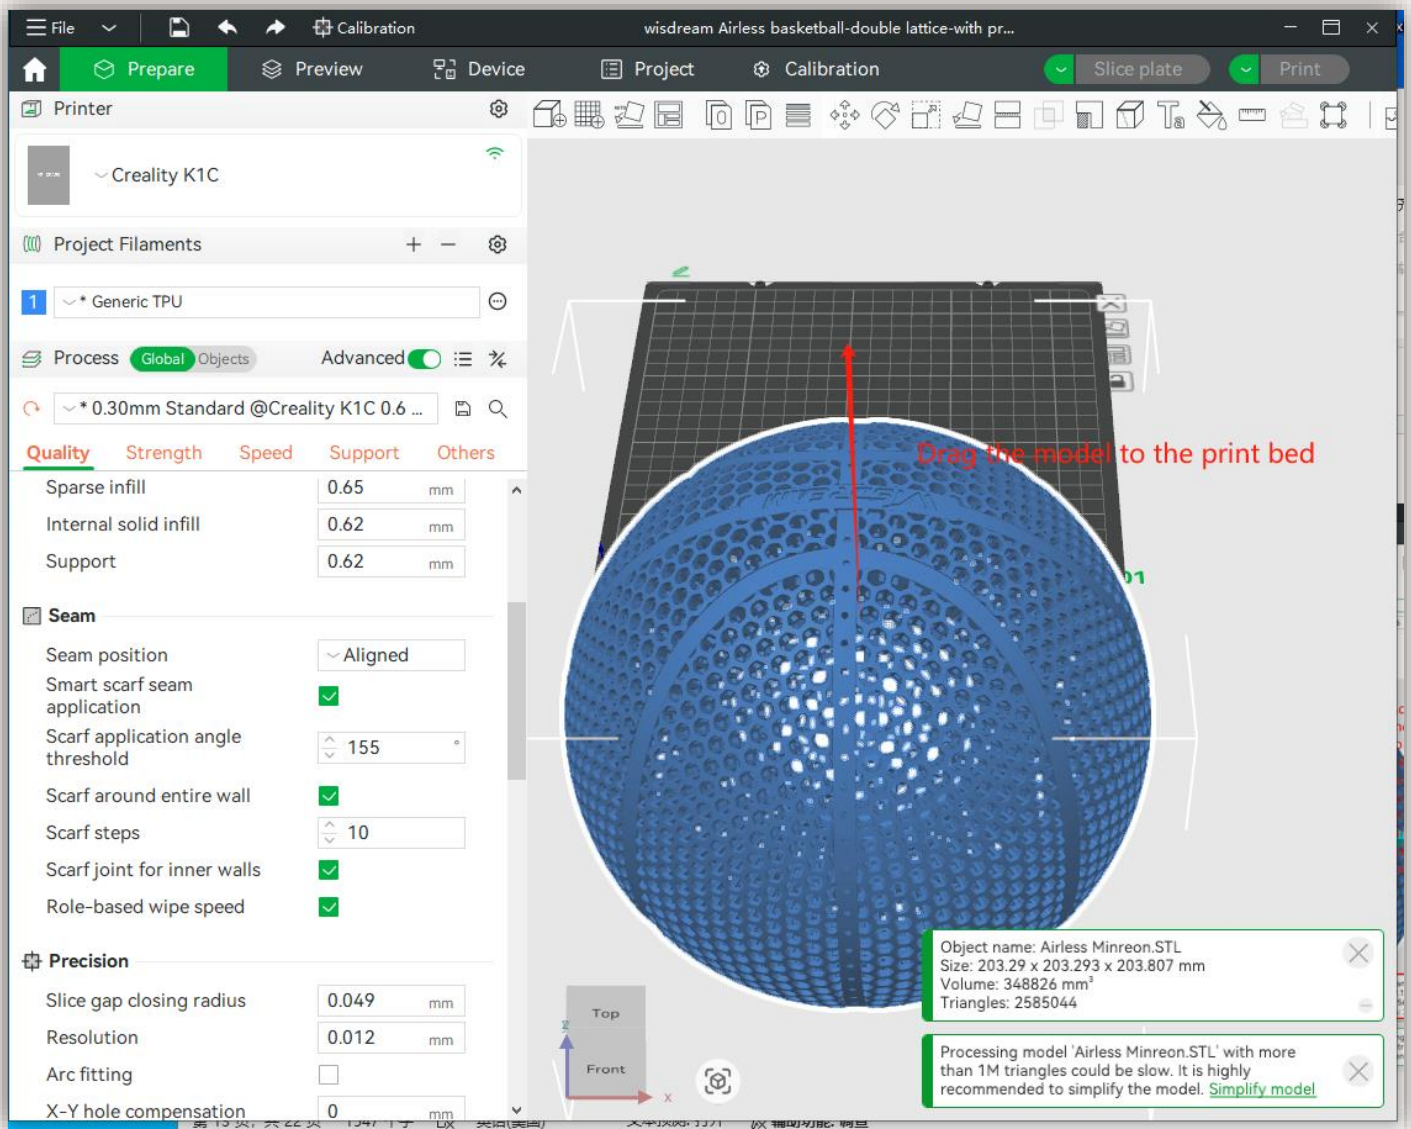 File
Calibration
wisdream Airless basketball-double lattice-with pr...
Prepare
Preview
Device
Project
Calibration
Slice plate
Print
Printer
Creality K1C
Project Filaments
1
* Generic TPU
Process
Global
Objects
Advanced
* 0.30mm Standard @Creality K1C 0.6 ...
Quality
Strength
Speed
Support
Others
Sparse infill 0.65 mm
Internal solid infill 0.62 mm
Support 0.62 mm
Seam
Seam position Aligned
Smart scarf seam
application
Scarf application angle
threshold
155 °
Scarf around entire wall
Scarf steps 10
Scarf joint for inner walls
Role-based wipe speed
Precision
Slice gap closing radius 0.049 mm
Resolution 0.012 mm
Arc fitting
X-Y hole compensation 0 mm
Drag the model to the print bed
01
Top
Front
z
x
Object name: Airless Minreon.STL
Size: 203.29 x 203.293 x 203.807 mm
Volume: 348826 mm³
Triangles: 2585044
Processing model 'Airless Minreon.STL' with more
than 1M triangles could be slow. It is highly
recommended to simplify the model. Simplify model